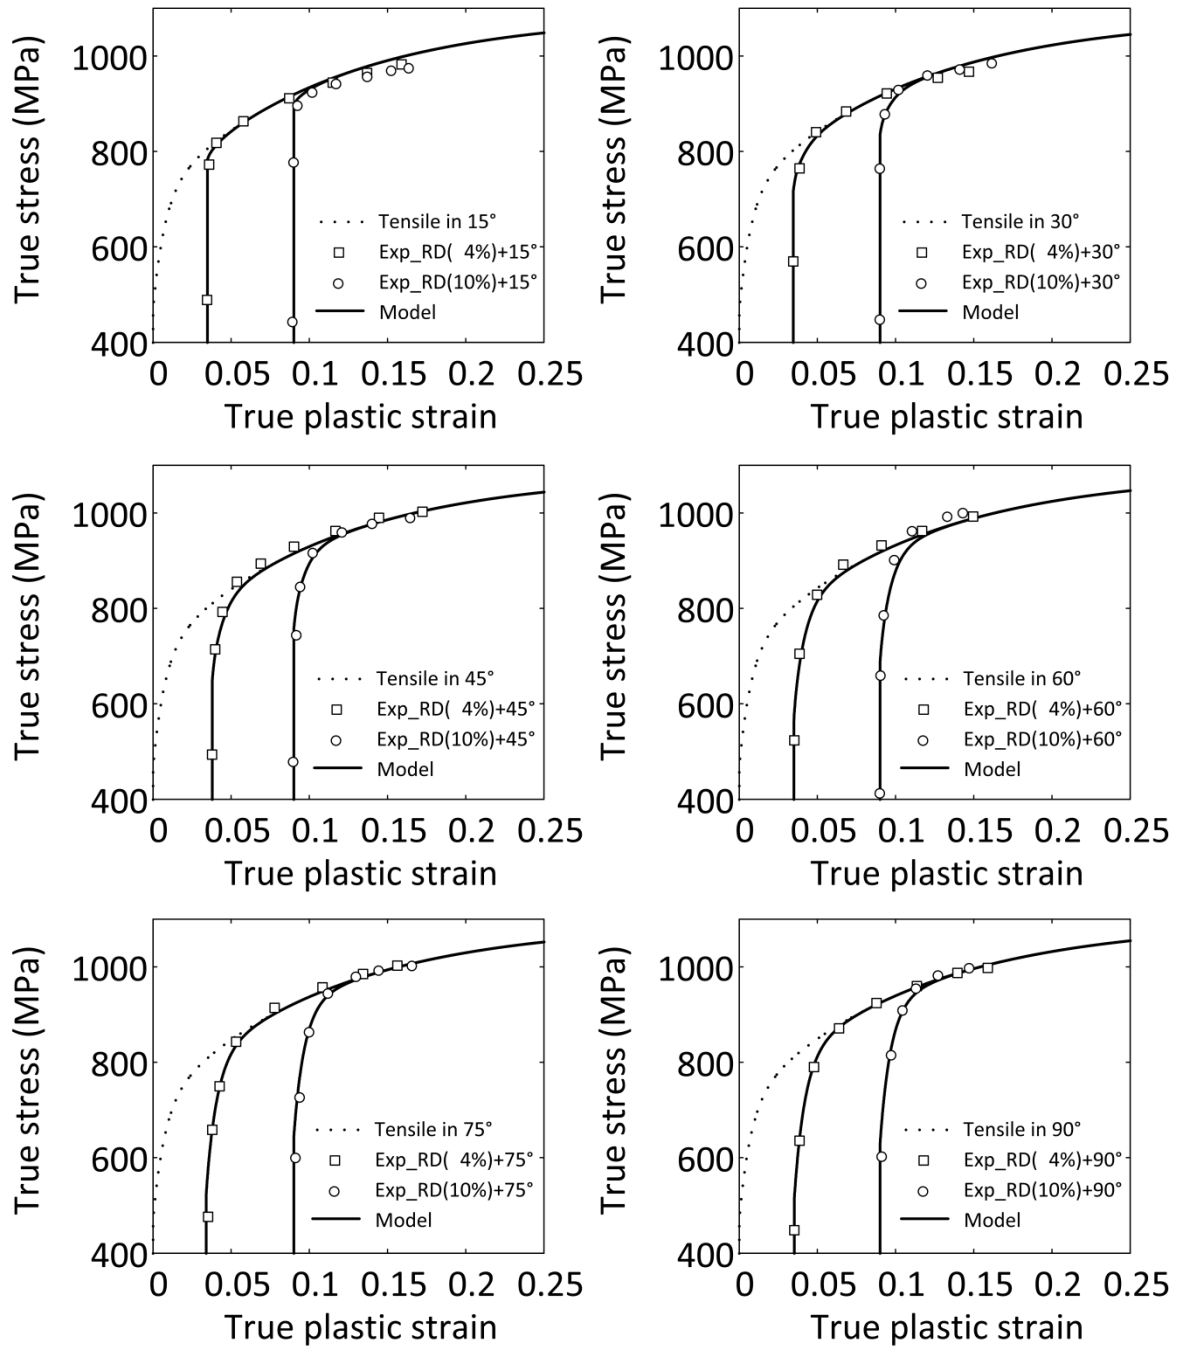 True stress (MPa)
1000
800
600
400
0 0.05 0.1 0.15 0.2 0.25
True plastic strain
Tensile in 15°
Exp_RD( 4%)+15°
Exp_RD(10%)+15°
Model
True stress (MPa)
1000
800
600
400
0 0.05 0.1 0.15 0.2 0.25
True plastic strain
Tensile in 30°
Exp_RD( 4%)+30°
Exp_RD(10%)+30°
Model
True stress (MPa)
1000
800
600
400
0 0.05 0.1 0.15 0.2 0.25
True plastic strain
Tensile in 45°
Exp_RD( 4%)+45°
Exp_RD(10%)+45°
Model
True stress (MPa)
1000
800
600
400
0 0.05 0.1 0.15 0.2 0.25
True plastic strain
Tensile in 60°
Exp_RD( 4%)+60°
Exp_RD(10%)+60°
Model
True stress (MPa)
1000
800
600
400
0 0.05 0.1 0.15 0.2 0.25
True plastic strain
Tensile in 75°
Exp_RD( 4%)+75°
Exp_RD(10%)+75°
Model
True stress (MPa)
1000
800
600
400
0 0.05 0.1 0.15 0.2 0.25
True plastic strain
Tensile in 90°
Exp_RD( 4%)+90°
Exp_RD(10%)+90°
Model